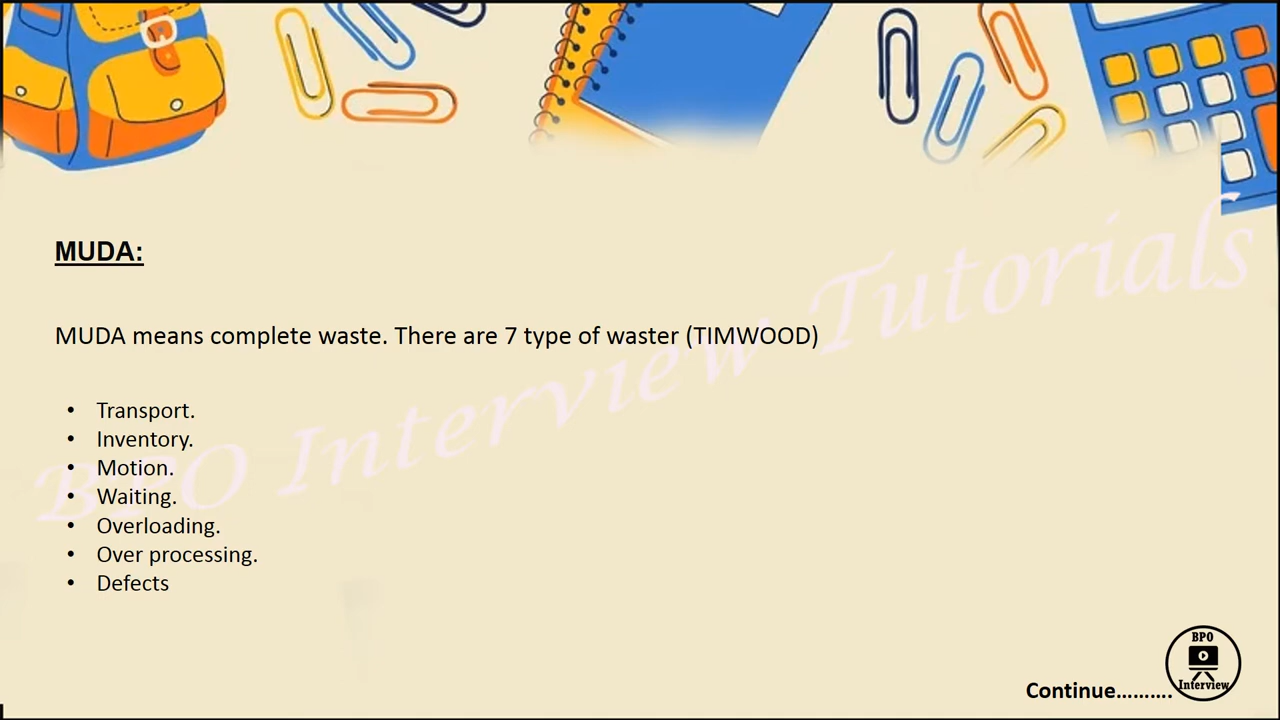 MUDA:
MUDA means complete waste. There are 7 type of waster (TIMWOOD)
• Transport.
• Inventory.
• Motion.
• Waiting.
• Overloading.
• Over processing.
• Defects
BPO Interview Tutorials
Continue……….
BPO
Interview